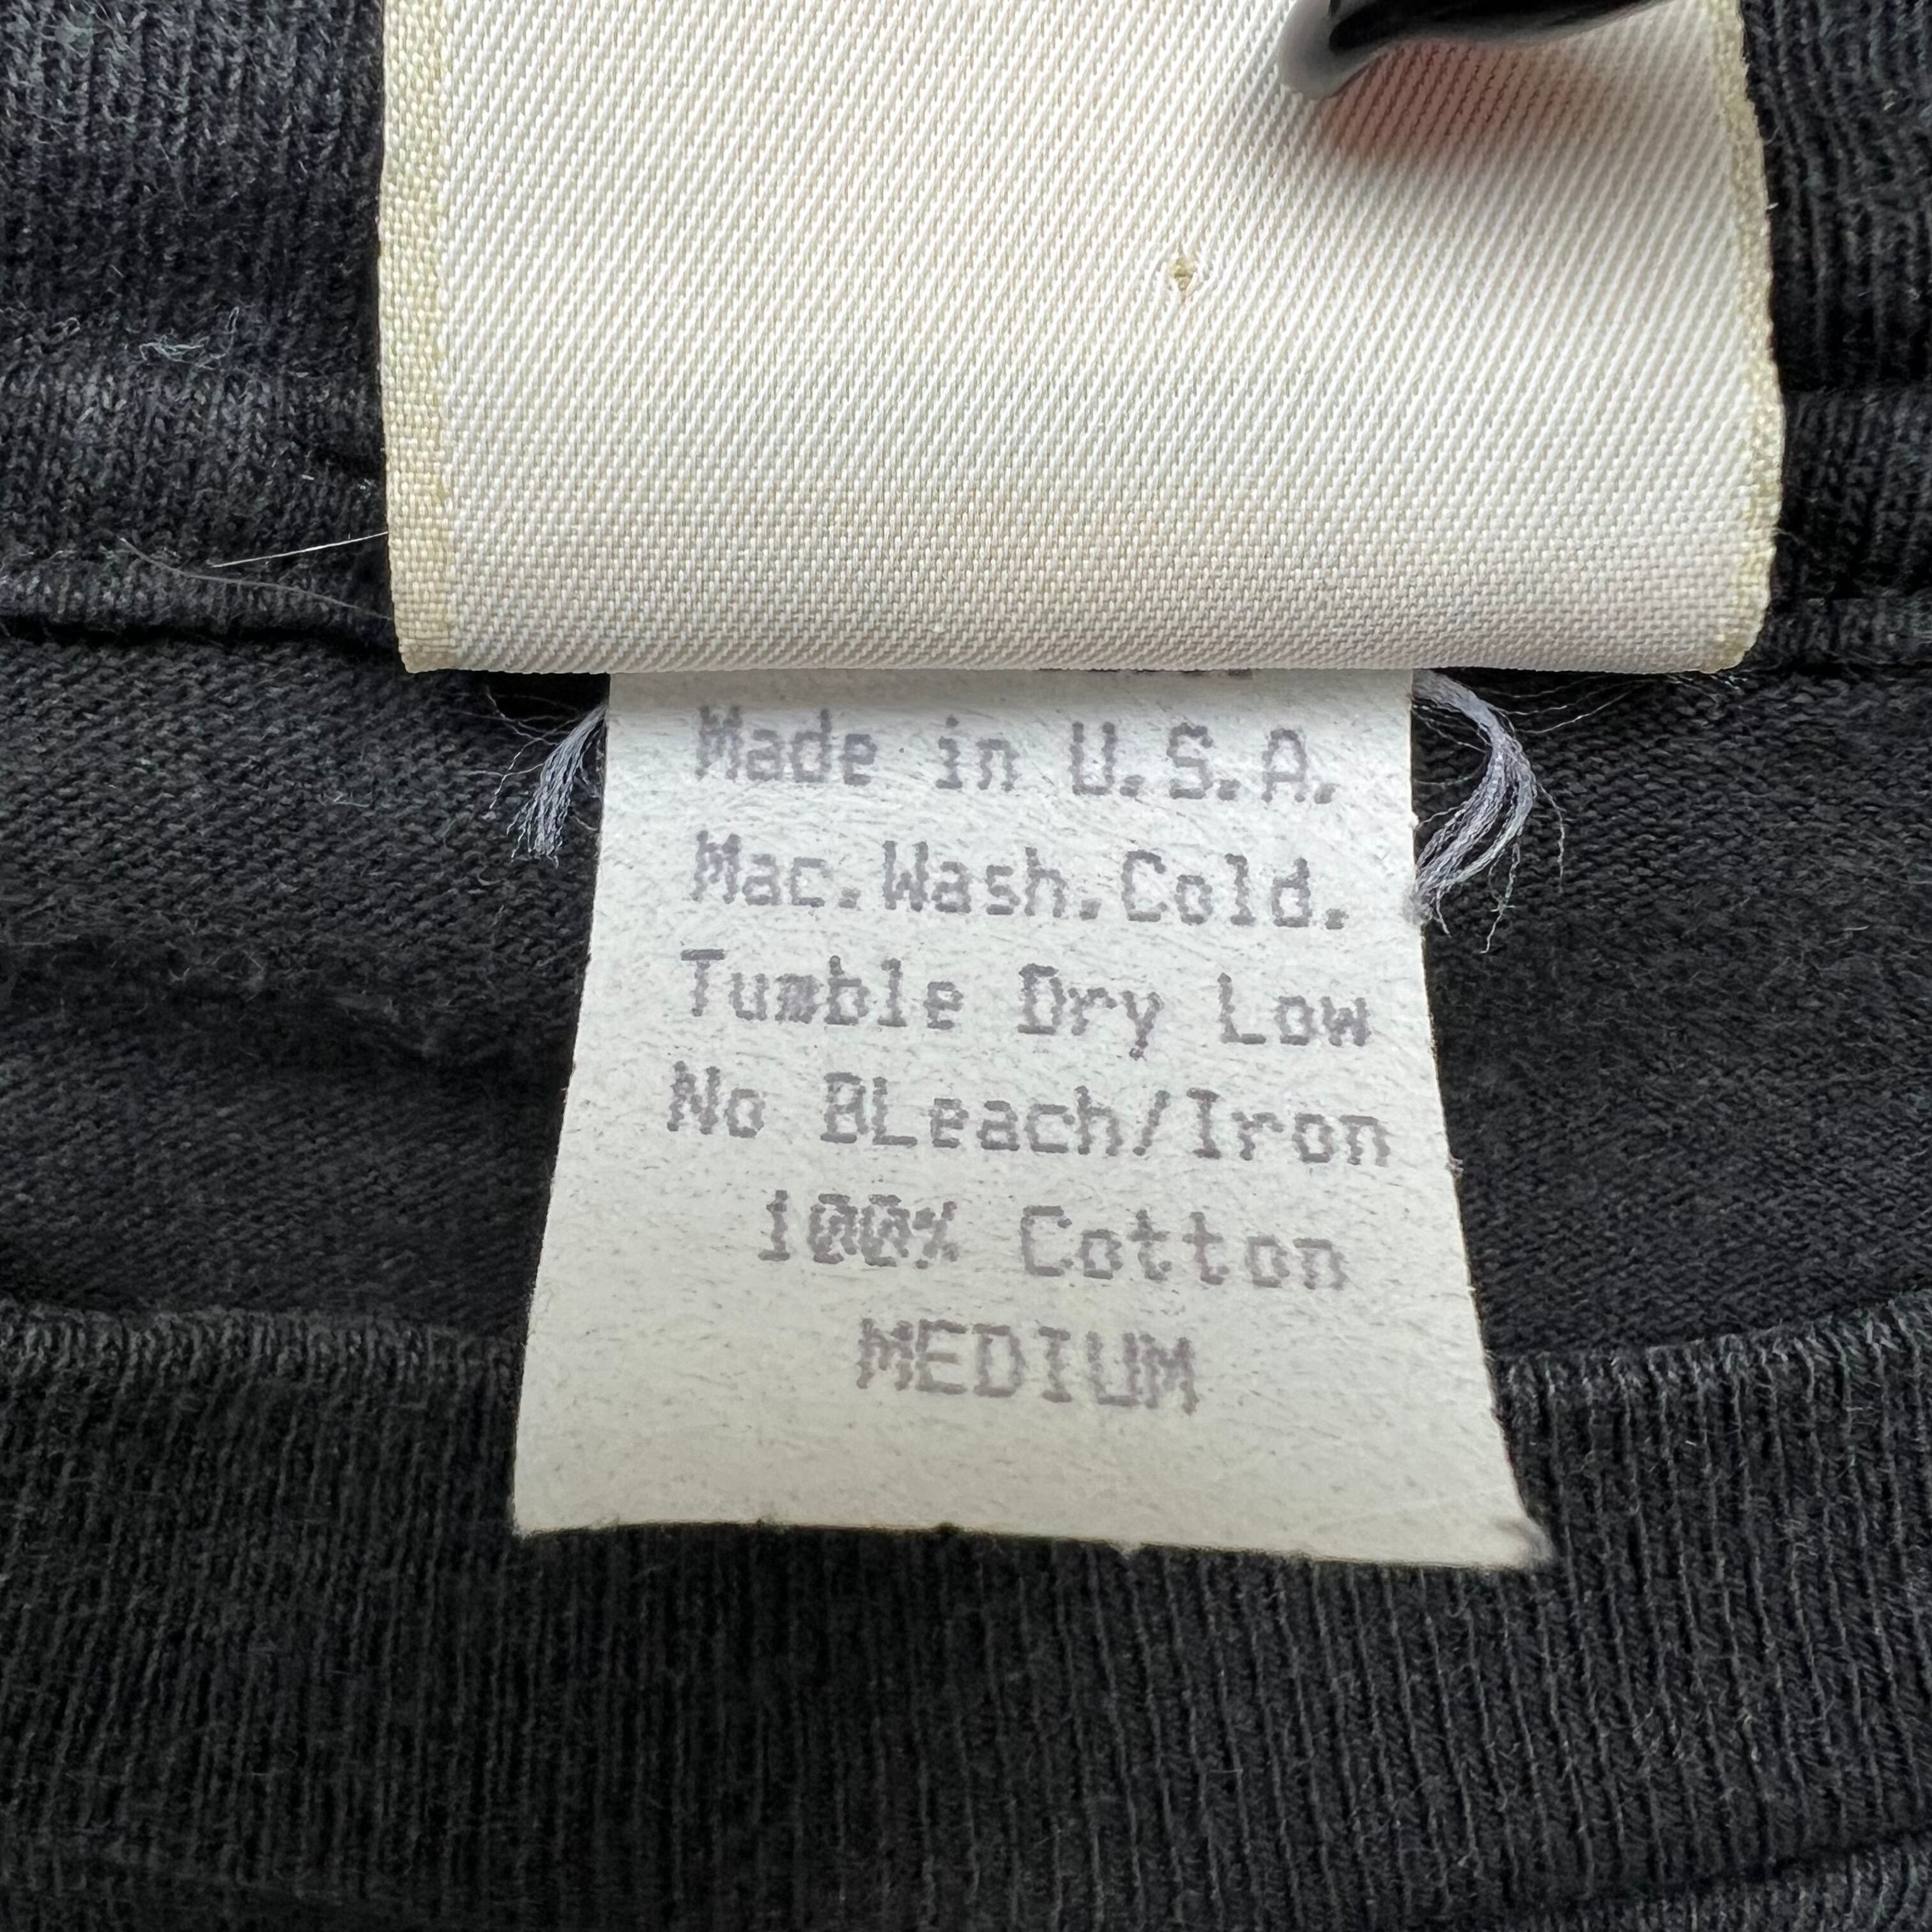 Made in U.S.A.
Mac.Wash.Cold.
Tumble Dry Low
No BLeach/Iron
100% Cotton
MEDIUM